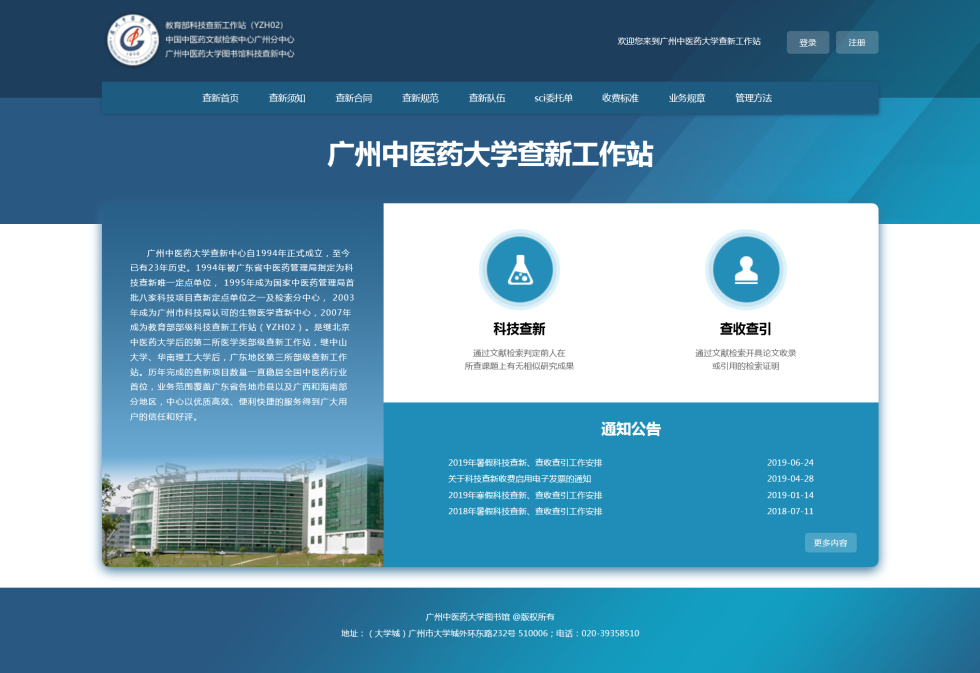 教育部科技查新工作站（YZH02）
中国中医药文献检索中心广州分中心
广州中医药大学图书馆科技查新中心
欢迎您来到广州中医药大学查新工作站
登录
注册
查新首页 查新须知 查新合同 查新规范 查新队伍 sci委托单 收费标准 业务规章 管理方法
广州中医药大学查新工作站
广州中医药大学查新中心自1994年正式成立，至今
已有23年历史。1994年被广东省中医药管理局指定为科
技查新唯一定点单位， 1995年成为国家中医药管理局首
批八家科技项目查新定点单位之一及检索分中心， 2003
年成为广州市科技局认可的生物医学查新中心，2007年
成为教育部部级科技查新工作站（YZH02）。是继北京
中医药大学后的第二所医学类部级查新工作站，继中山
大学、华南理工大学后，广东地区第三所部级查新工作
站。历年完成的查新项目数量一直稳居全国中医药行业
首位，业务范围覆盖广东省各地市县以及广西和海南部
分地区，中心以优质高效、便利快捷的服务得到广大用
户的信任和好评。
科技查新
通过文献检索判定前人在
所查课题上有无相似研究成果
查收查引
通过文献检索开具论文收录
或引用的检索证明
通知公告
2019年暑假科技查新、查收查引工作安排 2019-06-24
关于科技查新收费启用电子发票的通知 2019-04-28
2019年寒假科技查新、查收查引工作安排 2019-01-14
2018年暑假科技查新、查收查引工作安排 2018-07-11
更多内容
广州中医药大学图书馆 @版权所有
地址：（大学城）广州市大学城外环东路232号 510006；电话：020-39358510